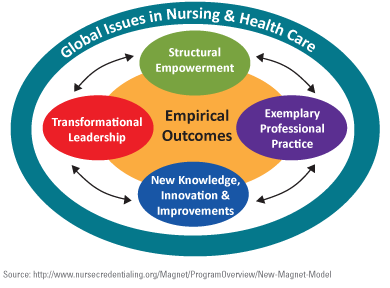 Global Issues in Nursing & Health Care
Structural
Empowerment
Transformational
Leadership
Empirical
Outcomes
Exemplary
Professional
Practice
New Knowledge,
Innovation &
Improvements
Source: http://www.nursecredentialing.org/Magnet/ProgramOverview/New-Magnet-Model